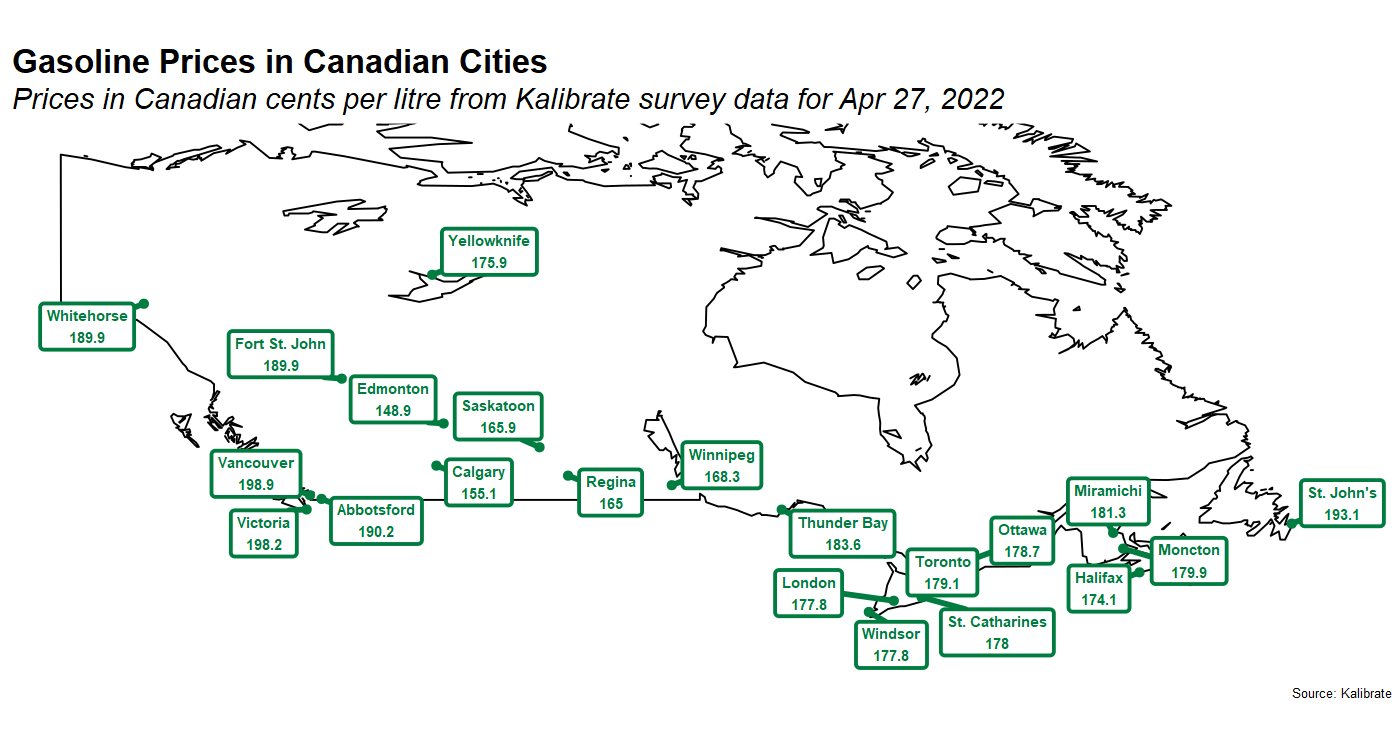 Gasoline Prices in Canadian Cities
Prices in Canadian cents per litre from Kalibrate survey data for Apr 27, 2022
Yellowknife
175.9
Whitehorse
189.9
Fort St. John
189.9
Edmonton
148.9
Saskatoon
165.9
Vancouver
198.9
Calgary
155.1
Regina
165
Winnipeg
168.3
Victoria
198.2
Abbotsford
190.2
Thunder Bay
183.6
Ottawa
178.7
Miramichi
181.3
St. John's
193.1
Toronto
179.1
Moncton
179.9
Halifax
174.1
London
177.8
St. Catharines
178
Windsor
177.8
Source: Kalibrate